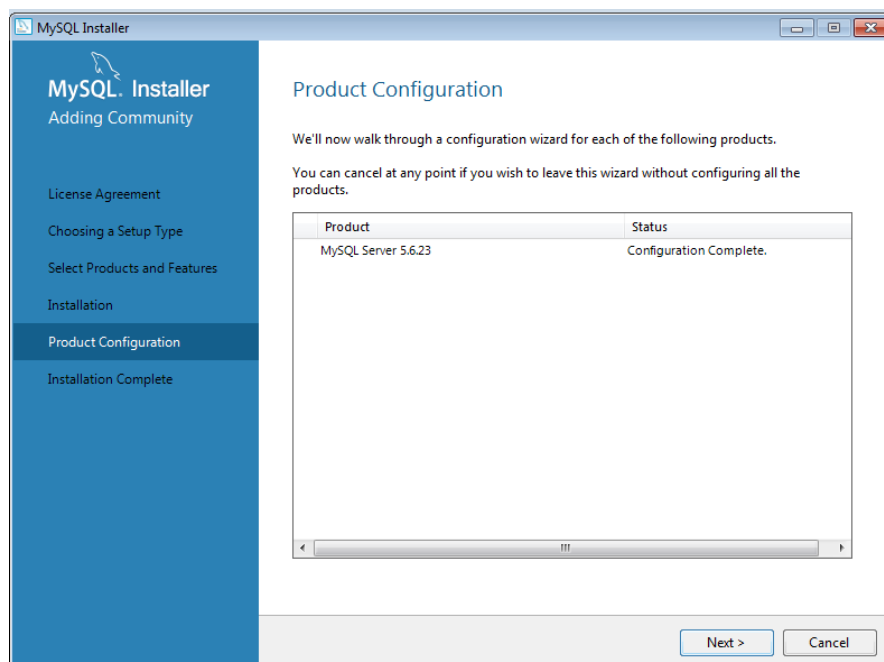 MySQL Installer
MySQL. Installer
Adding Community
License Agreement
Choosing a Setup Type
Select Products and Features
Installation
Product Configuration
Installation Complete
Product Configuration
We'll now walk through a configuration wizard for each of the following products.
You can cancel at any point if you wish to leave this wizard without configuring all the
products.
Product Status
MySQL Server 5.6.23 Configuration Complete.
Next > Cancel